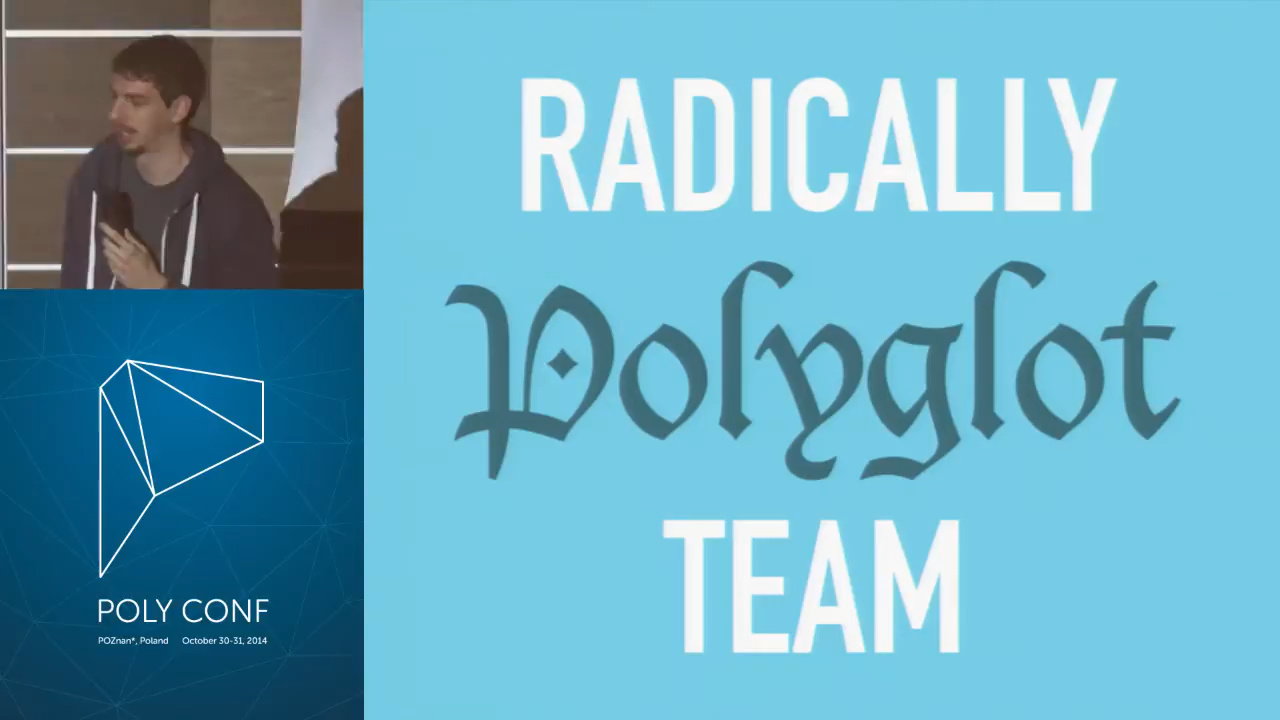 RADICALLY
Polyglot
TEAM
POLY CONF
POZnan*, Poland October 30-31, 2014